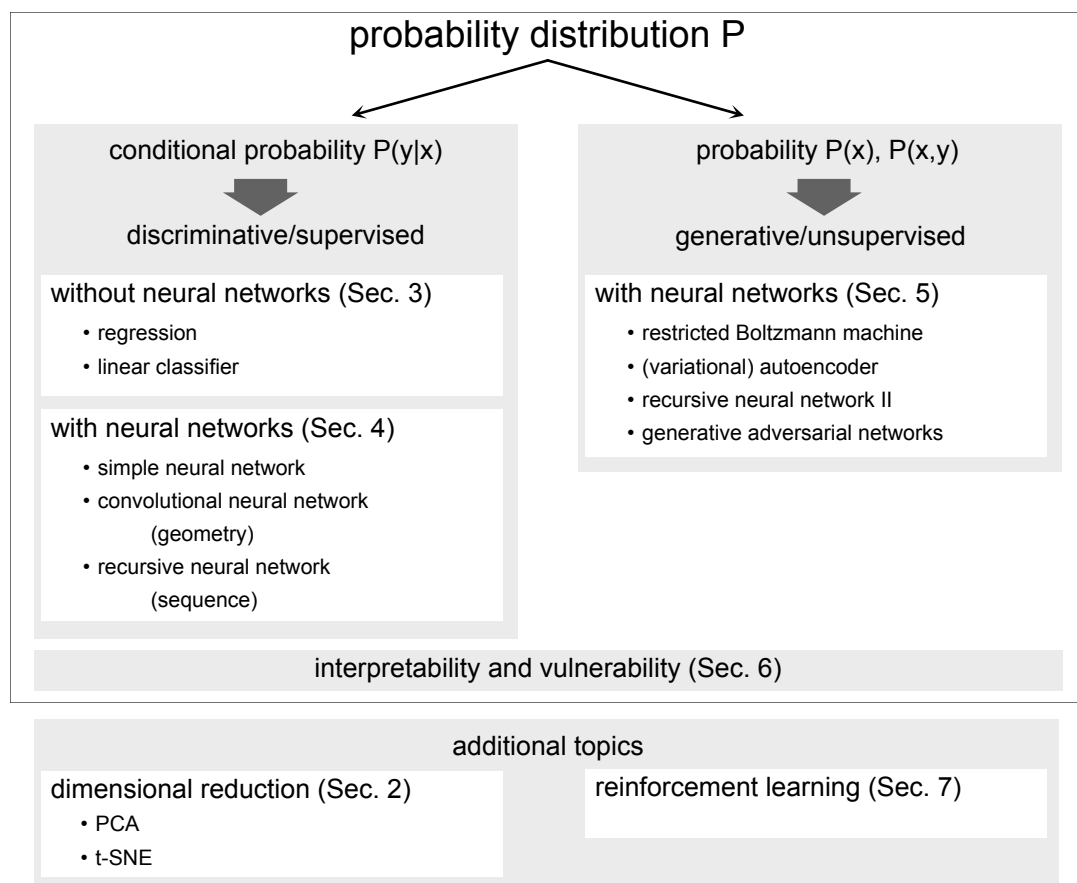 probability distribution P
conditional probability P(y|x)
discriminative/supervised
without neural networks (Sec. 3)
• regression
• linear classifier
with neural networks (Sec. 4)
• simple neural network
• convolutional neural network
(geometry)
• recursive neural network
(sequence)
probability P(x), P(x,y)
generative/unsupervised
with neural networks (Sec. 5)
• restricted Boltzmann machine
• (variational) autoencoder
• recursive neural network II
• generative adversarial networks
interpretability and vulnerability (Sec. 6)
additional topics
dimensional reduction (Sec. 2)
• PCA
• t-SNE
reinforcement learning (Sec. 7)